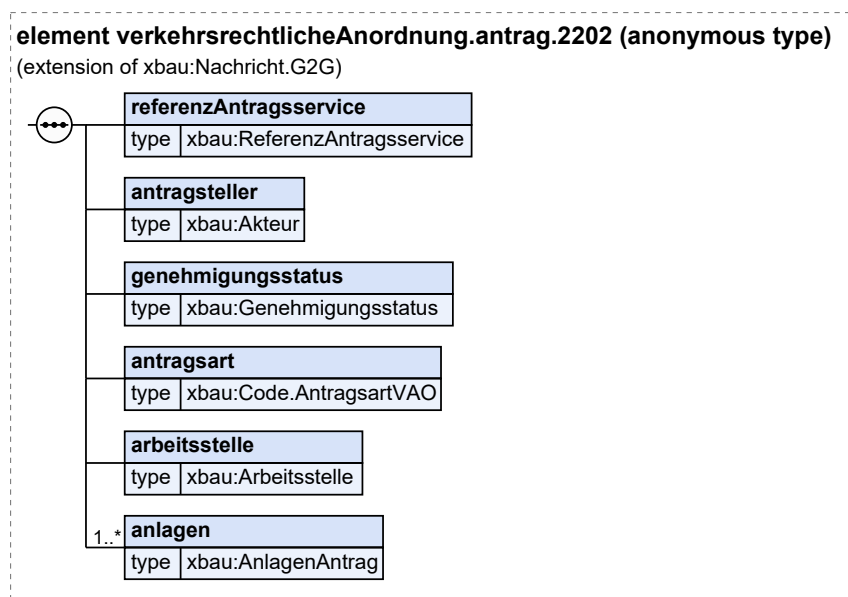 element verkehrsrechtlicheAnordnung.antrag.2202 (anonymous type)
(extension of xbau:Nachricht.G2G)
referenzAntragsservice
type xbau:ReferenzAntragsservice
antragsteller
type xbau:Akteur
genehmigungsstatus
type xbau:Genehmigungsstatus
antragsart
type xbau:Code.AntragsartVAO
arbeitsstelle
type xbau:Arbeitsstelle
1..* anlagen
type xbau:AnlagenAntrag